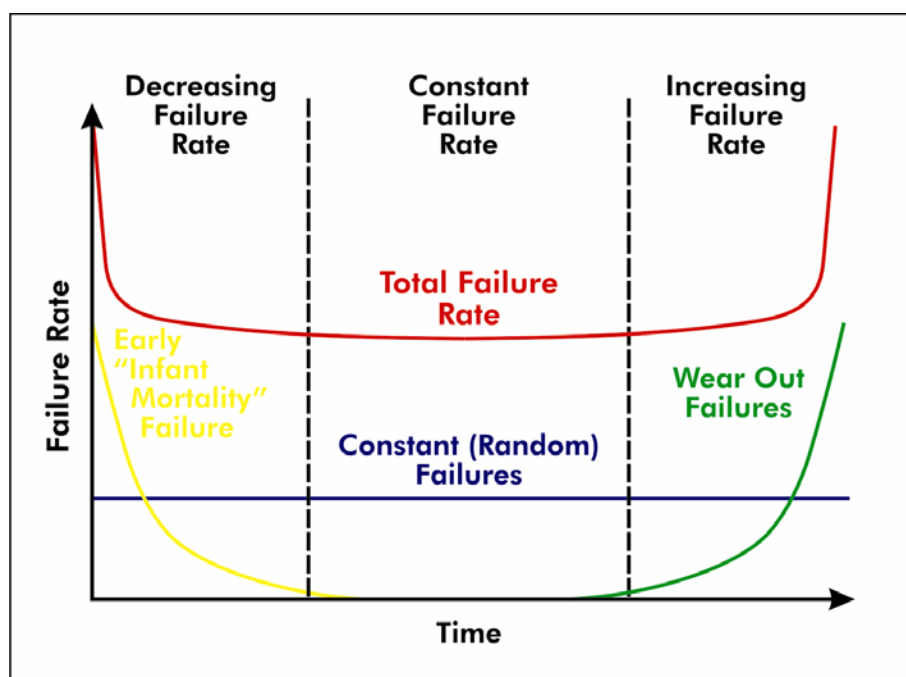 Decreasing
Failure
Rate
Constant
Failure
Rate
Increasing
Failure
Rate
Total Failure
Rate
Early
“Infant
Mortality”
Failure
Wear Out
Failures
Constant (Random)
Failures
Failure Rate
Time